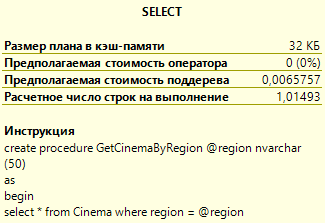 SELECT
Размер плана в кэш-памяти 32 КБ
Предполагаемая стоимость оператора 0 (0%)
Предполагаемая стоимость поддерева 0,0065757
Расчетное число строк на выполнение 1,01493
Инструкция
create procedure GetCinemaByRegion @region nvarchar
(50)
as
begin
select * from Cinema where region = @region